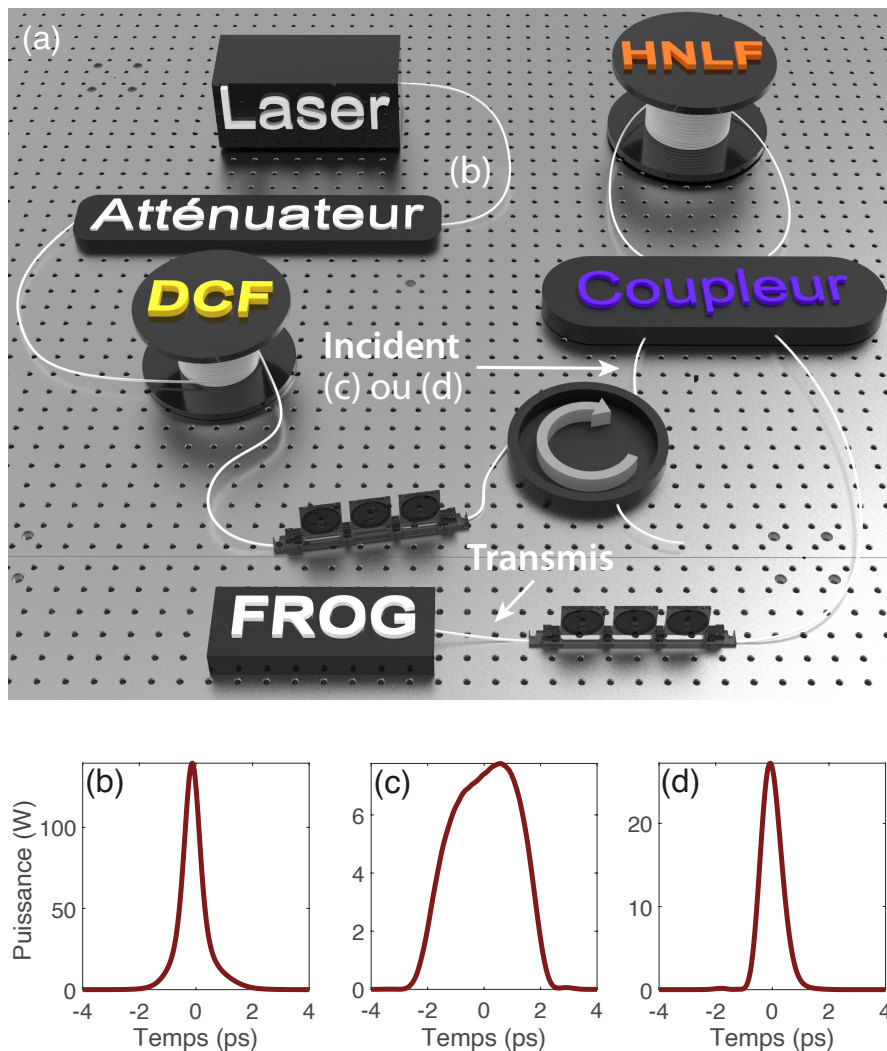 (a)
Laser
HNLF
(b)
Atténuateur
DCF
Coupleur
Incident
(c) ou (d)
Transmis
FROG
(b)
(c)
(d)
Puissance (W)
100
50
0
6
4
2
0
20
10
0
-4 -2 0 2 4
-4 -2 0 2 4
-4 -2 0 2 4
Temps (ps)
Temps (ps)
Temps (ps)